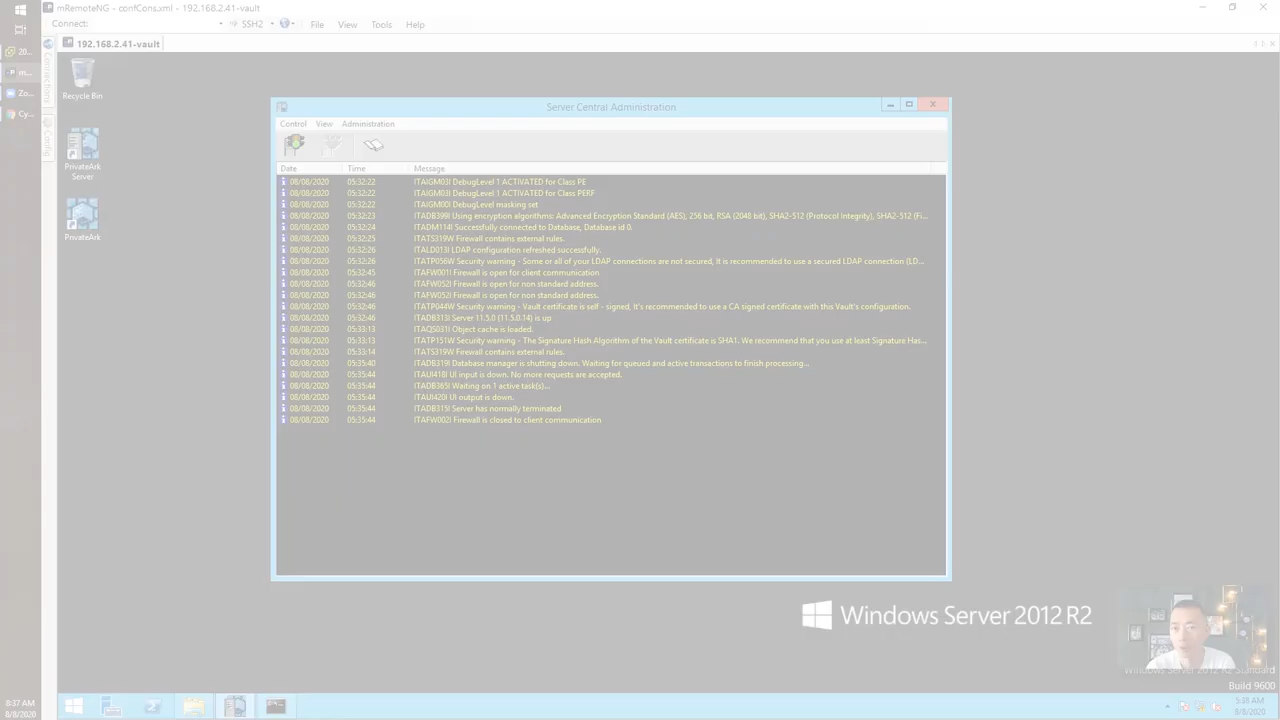 mRemoteNG - confCons.xml - 192.168.2.41-vault
Connect: SSH2 File View Tools Help
192.168.2.41-vault
Connections
Config
20...
m...
Zo...
Cy...
Recycle Bin
PrivateArk Server
PrivateArk
Server Central Administration
Control View Administration
Date Time Message
08/08/2020 05:32:22 ITAIGM03I DebugLevel 1 ACTIVATED for Class PE
08/08/2020 05:32:22 ITAIGM03I DebugLevel 1 ACTIVATED for Class PERF
08/08/2020 05:32:22 ITAIGM00I DebugLevel masking set
08/08/2020 05:32:23 ITADB399I Using encryption algorithms: Advanced Encryption Standard (AES), 256 bit, RSA (2048 bit), SHA2-512 (Protocol Integrity), SHA2-512 (Fi...
08/08/2020 05:32:24 ITADM114I Successfully connected to Database, Database id 0.
08/08/2020 05:32:25 ITATS319W Firewall contains external rules.
08/08/2020 05:32:26 ITALD013I LDAP configuration refreshed successfully.
08/08/2020 05:32:26 ITATP056W Security warning - Some or all of your LDAP connections are not secured, It is recommended to use a secured LDAP connection (LD...
08/08/2020 05:32:45 ITAFW001I Firewall is open for client communication
08/08/2020 05:32:46 ITAFW052I Firewall is open for non standard address.
08/08/2020 05:32:46 ITAFW052I Firewall is open for non standard address.
08/08/2020 05:32:46 ITATP044W Security warning - Vault certificate is self - signed, It's recommended to use a CA signed certificate with this Vault's configuration.
08/08/2020 05:32:46 ITADB313I Server 11.5.0 (11.5.0.14) is up
08/08/2020 05:33:13 ITAQS031I Object cache is loaded.
08/08/2020 05:33:13 ITATP151W Security warning - The Signature Hash Algorithm of the Vault certificate is SHA1. We recommend that you use at least Signature Has...
08/08/2020 05:33:14 ITATS319W Firewall contains external rules.
08/08/2020 05:35:40 ITADB319I Database manager is shutting down. Waiting for queued and active transactions to finish processing...
08/08/2020 05:35:44 ITAUI418I UI input is down. No more requests are accepted.
08/08/2020 05:35:44 ITADB365I Waiting on 1 active task(s)...
08/08/2020 05:35:44 ITAUI420I UI output is down.
08/08/2020 05:35:44 ITADB315I Server has normally terminated
08/08/2020 05:35:44 ITAFW002I Firewall is closed to client communication
Windows Server 2012 R2
Windows Server 2012 R2 Standard
Build 9600
8:37 AM
8/8/2020
5:38 AM
8/8/2020